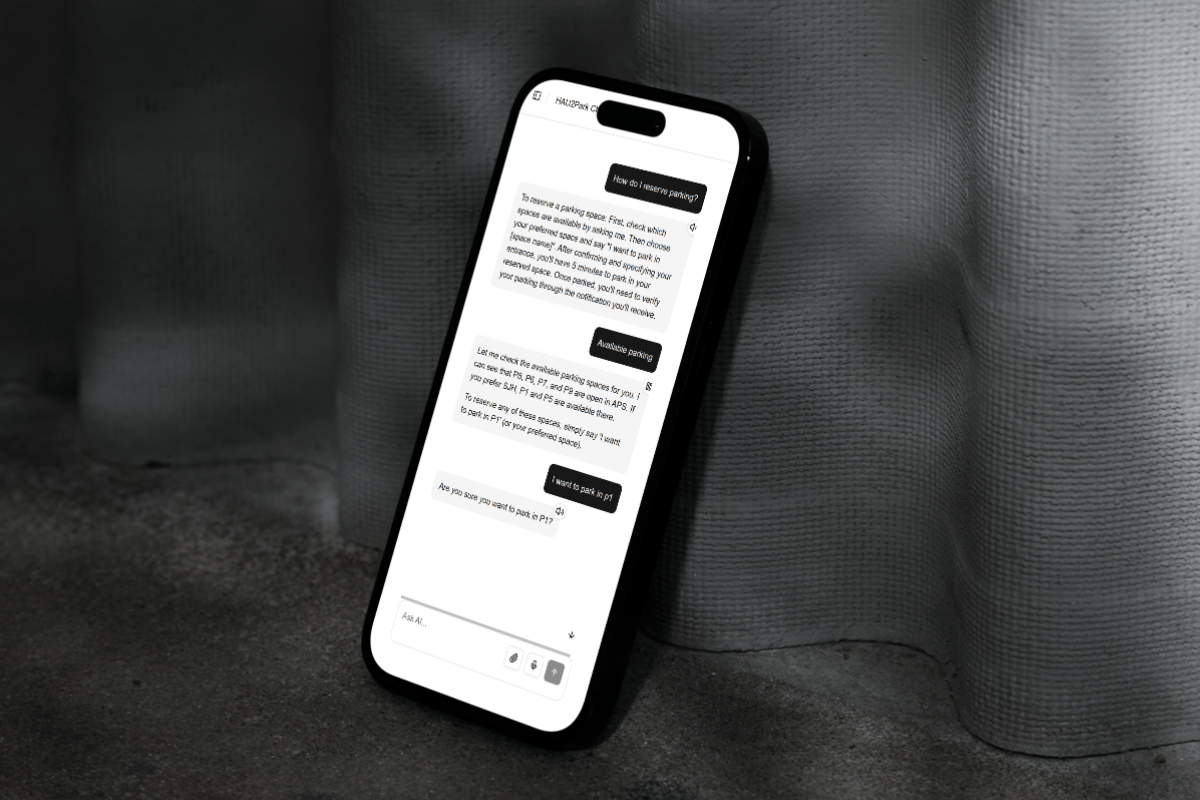 HAU2Park
How do I reserve parking?
To reserve a parking space: First, check which
spaces are available by asking me. Then choose
your preferred space and say "I want to park in
[space name]". After confirming and specifying your
entrance, you'll have 5 minutes to park in your
reserved space. Once parked, you'll need to verify
your parking through the notification you'll receive.
Available parking
Let me check the available parking spaces for you. I
can see that P5, P6, P7, and P9 are open in APS. If
you prefer SJH, P1 and P5 are available there.
To reserve any of these spaces, simply say "I want
to park in P1" (or your preferred space).
I want to park in p1
Are you sure you want to park in P1?
Ask AI...